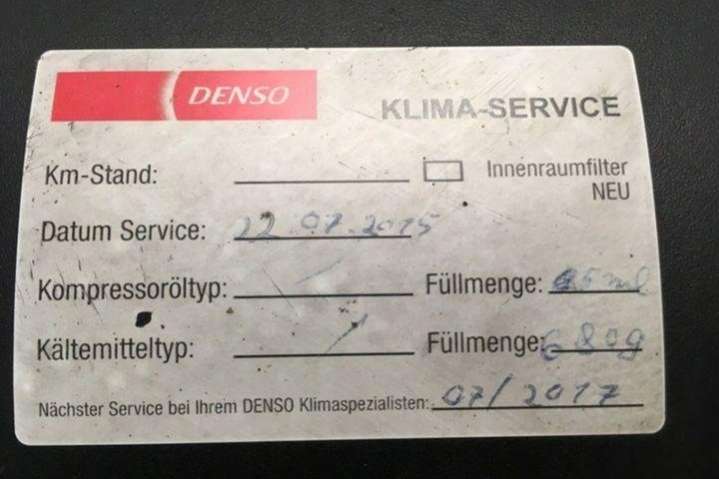 DENSO
KLIMA-SERVICE
Km-Stand:
Innenraumfilter
NEU
Datum Service: 22.07.2015
Kompressoröltyp: Füllmenge:
Kältemitteltyp: Füllmenge: 680g
Nächster Service bei Ihrem DENSO Klimaspezialisten: 07/2017